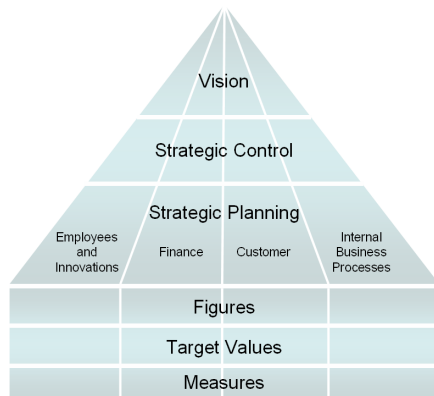 Vision
Strategic Control
Strategic Planning
Employees
and
Innovations
Finance
Customer
Internal
Business
Processes
Figures
Target Values
Measures